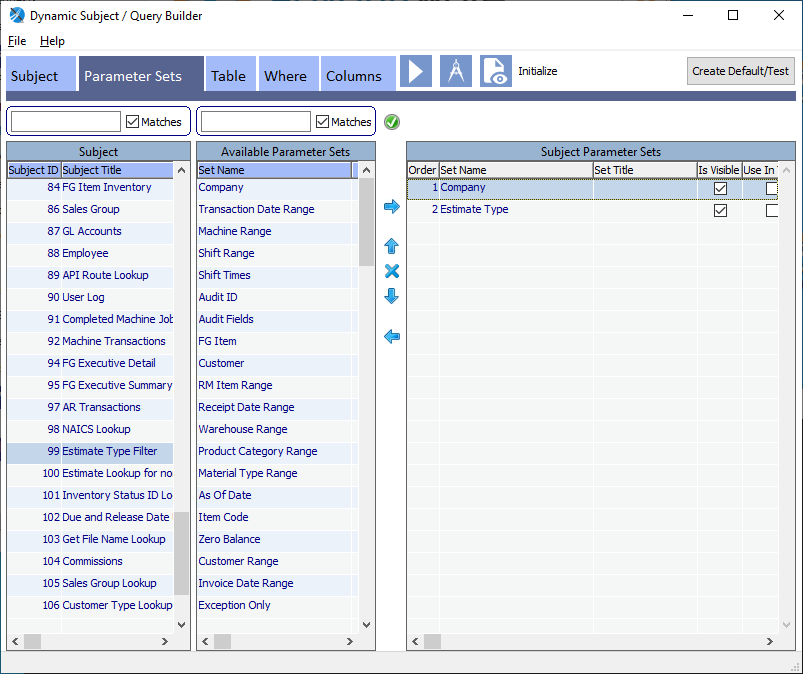 Dynamic Subject / Query Builder
File Help
Subject Parameter Sets Table Where Columns Initialize Create Default/Test
Matches Matches
Subject Available Parameter Sets Subject Parameter Sets
Subject ID Subject Title Set Name Order Set Name Set Title Is Visible Use In
84 FG Item Inventory Company 1 Company
86 Sales Group Transaction Date Range 2 Estimate Type
87 GL Accounts Machine Range
88 Employee Shift Range
89 API Route Lookup Shift Times
90 User Log Audit ID
91 Completed Machine Job Audit Fields
92 Machine Transactions FG Item
94 FG Executive Detail Customer
95 FG Executive Summary RM Item Range
97 AR Transactions Receipt Date Range
98 NAICS Lookup Warehouse Range
99 Estimate Type Filter Product Category Range
100 Estimate Lookup for no Material Type Range
101 Inventory Status ID Lo As Of Date
102 Due and Release Date Item Code
103 Get File Name Lookup Zero Balance
104 Commissions Customer Range
105 Sales Group Lookup Invoice Date Range
106 Customer Type Lookup Exception Only